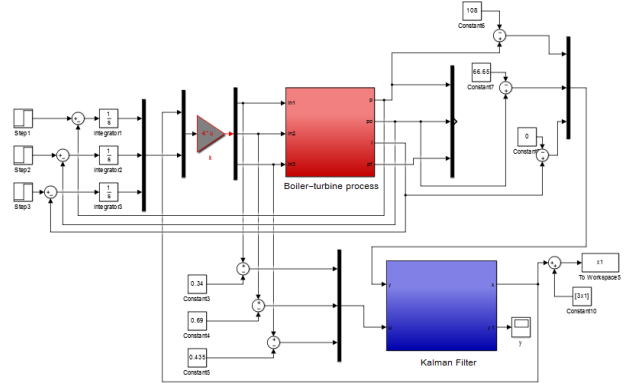 108
Constant6
66.65
Constant7
0
Step1
1
s
Integrator1
Step2
1
s
Integrator2
Step3
1
s
Integrator3
K*u
k
In1
In2
In3
p
po
pf
Boiler-turbine process
0.34
Constant3
0.69
Constant4
0.435
Constant5
Kalman Filter
y
x1
To Workspace5
[3x1]
Constant10